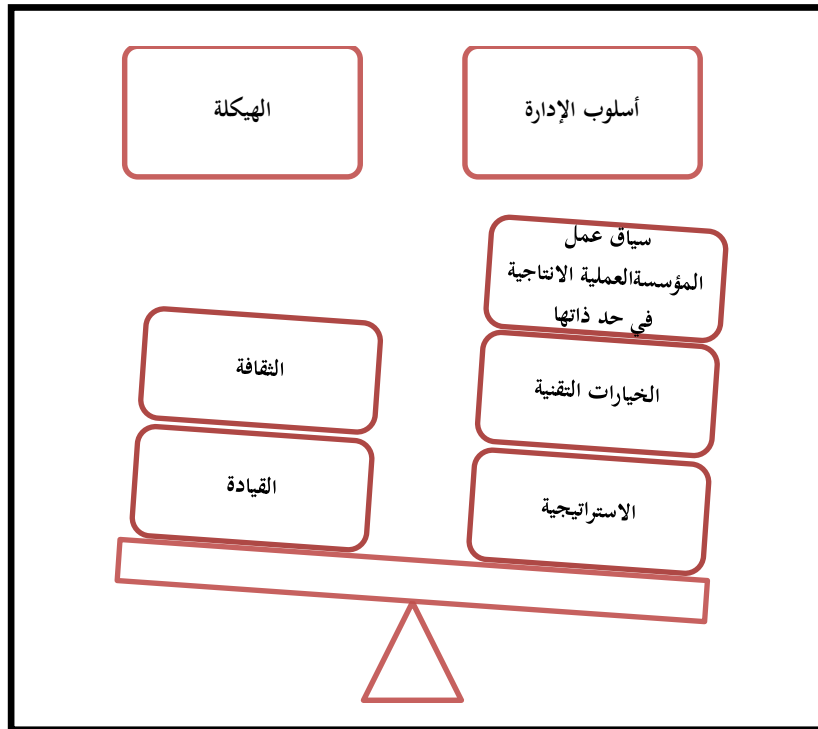 أسلوب الإدارة
الهيكلة
سياق عمل
المؤسسةالعملية الانتاجية
في حد ذاتها
الثقافة
الخيارات التقنية
القيادة
الاستراتيجية